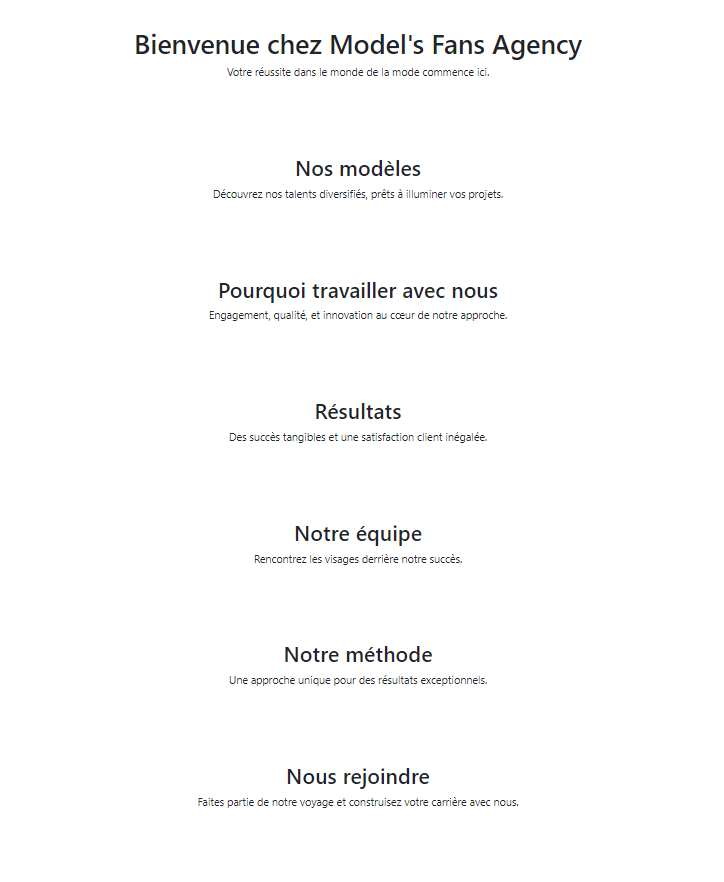 Bienvenue chez Model's Fans Agency
Votre réussite dans le monde de la mode commence ici.
Nos modèles
Découvrez nos talents diversifiés, prêts à illuminer vos projets.
Pourquoi travailler avec nous
Engagement, qualité, et innovation au cœur de notre approche.
Résultats
Des succès tangibles et une satisfaction client inégalée.
Notre équipe
Rencontrez les visages derrière notre succès.
Notre méthode
Une approche unique pour des résultats exceptionnels.
Nous rejoindre
Faites partie de notre voyage et construisez votre carrière avec nous.